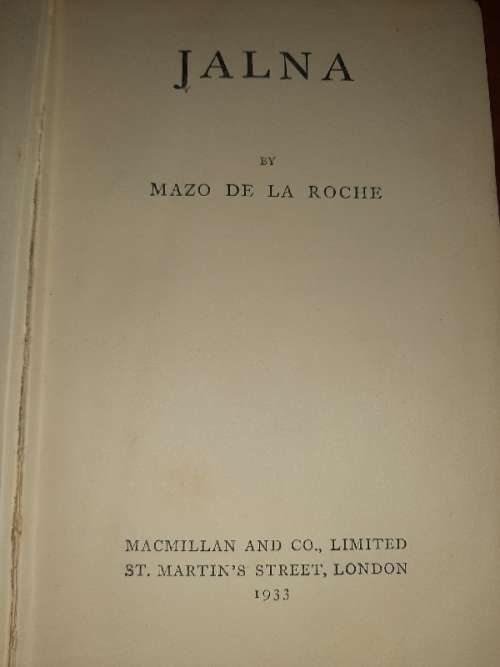 JALNA
BY
MAZO DE LA ROCHE
MACMILLAN AND CO., LIMITED
ST. MARTIN'S STREET, LONDON
1933